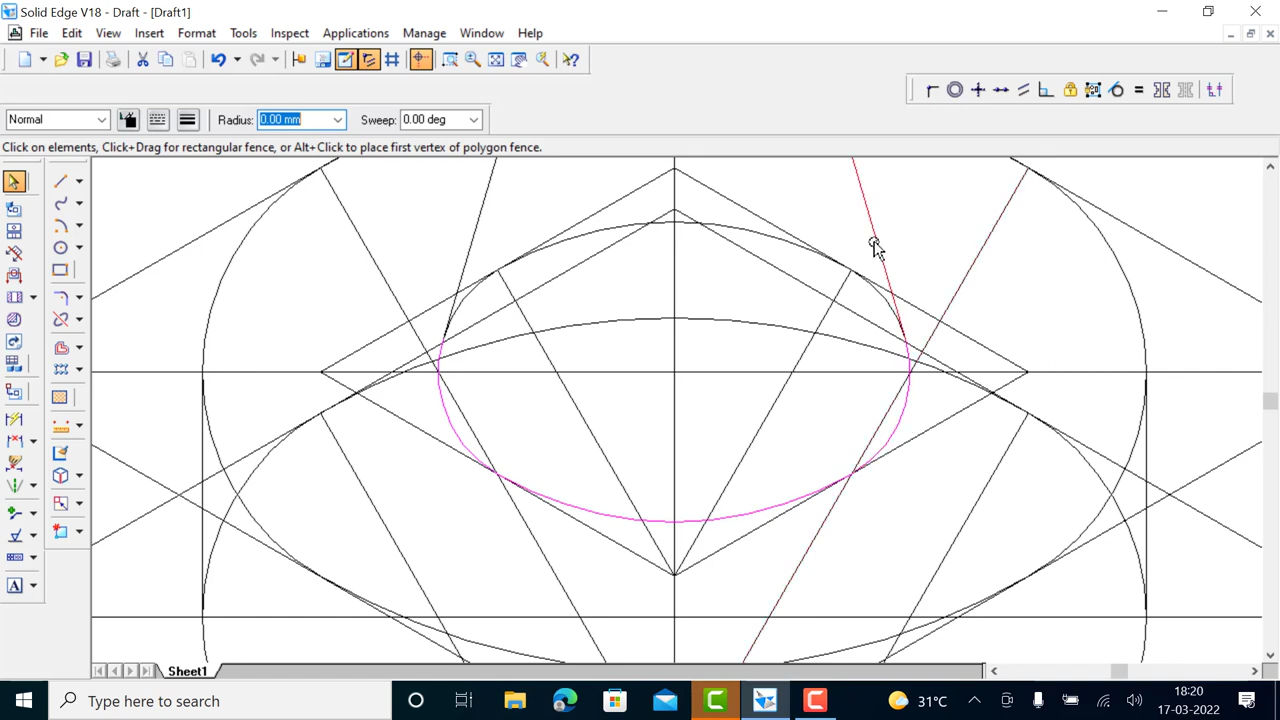 Solid Edge V18 - Draft - [Draft1]
File Edit View Insert Format Tools Inspect Applications Manage Window Help
Normal Radius: 0.00 mm Sweep: 0.00 deg
Click on elements, Click+Drag for rectangular fence, or Alt+Click to place first vertex of polygon fence.
Sheet1
Type here to search
31°C
18:20
17-03-2022